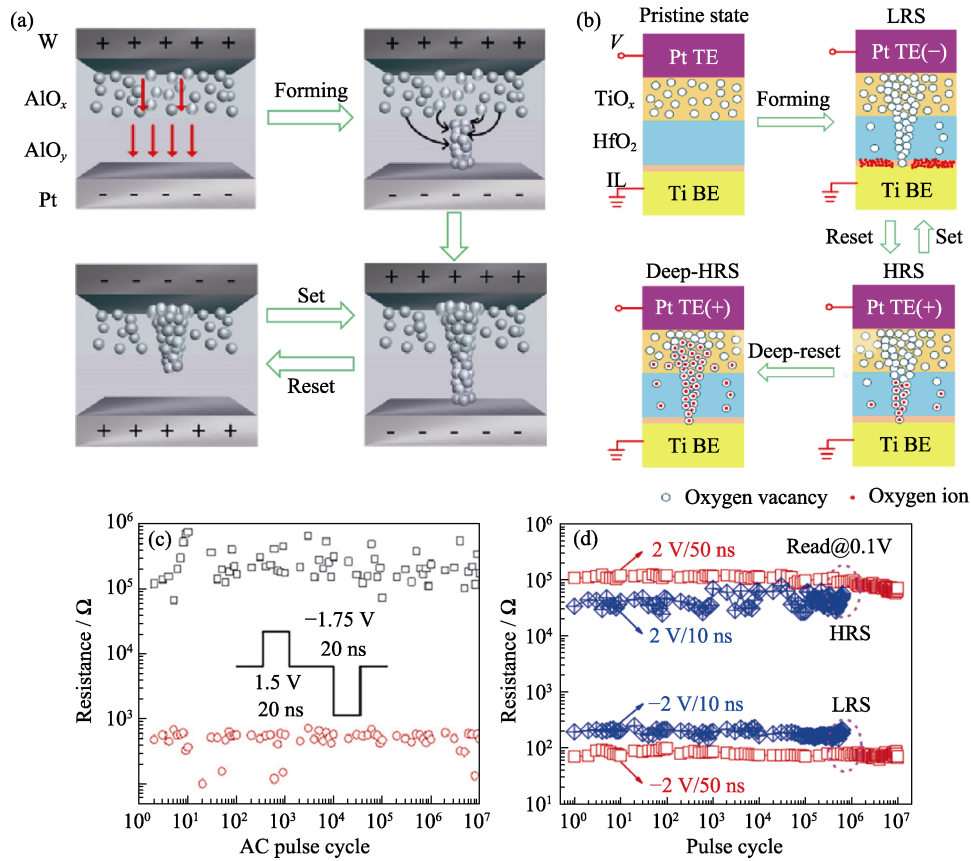 (a)
W
+ + + + +
AlOx
AlOy
Pt
- - - - -
Forming
+ + + + +
- - - - -
- - - - -
+ + + + +
Set
Reset
+ + + + +
- - - - -
(b)
Pristine state
V
Pt TE
TiOx
HfO2
IL
Ti BE
Forming
LRS
Pt TE(−)
Ti BE
Reset
Set
Deep-HRS
Pt TE(+)
Ti BE
Deep-reset
HRS
Pt TE(+)
Ti BE
Oxygen vacancy
Oxygen ion
(c)
Resistance / Ω
10^6
10^5
10^3
−1.75 V
20 ns
1.5 V
20 ns
10^0 10^1 10^2 10^3 10^4 10^5 10^6 10^7
AC pulse cycle
(d)
Resistance / Ω
10^6
10^5
10^4
10^3
10^2
10^1
2 V/50 ns
Read@0.1V
2 V/10 ns
HRS
−2 V/10 ns
LRS
−2 V/50 ns
10^0 10^1 10^2 10^3 10^4 10^5 10^6 10^7
Pulse cycle